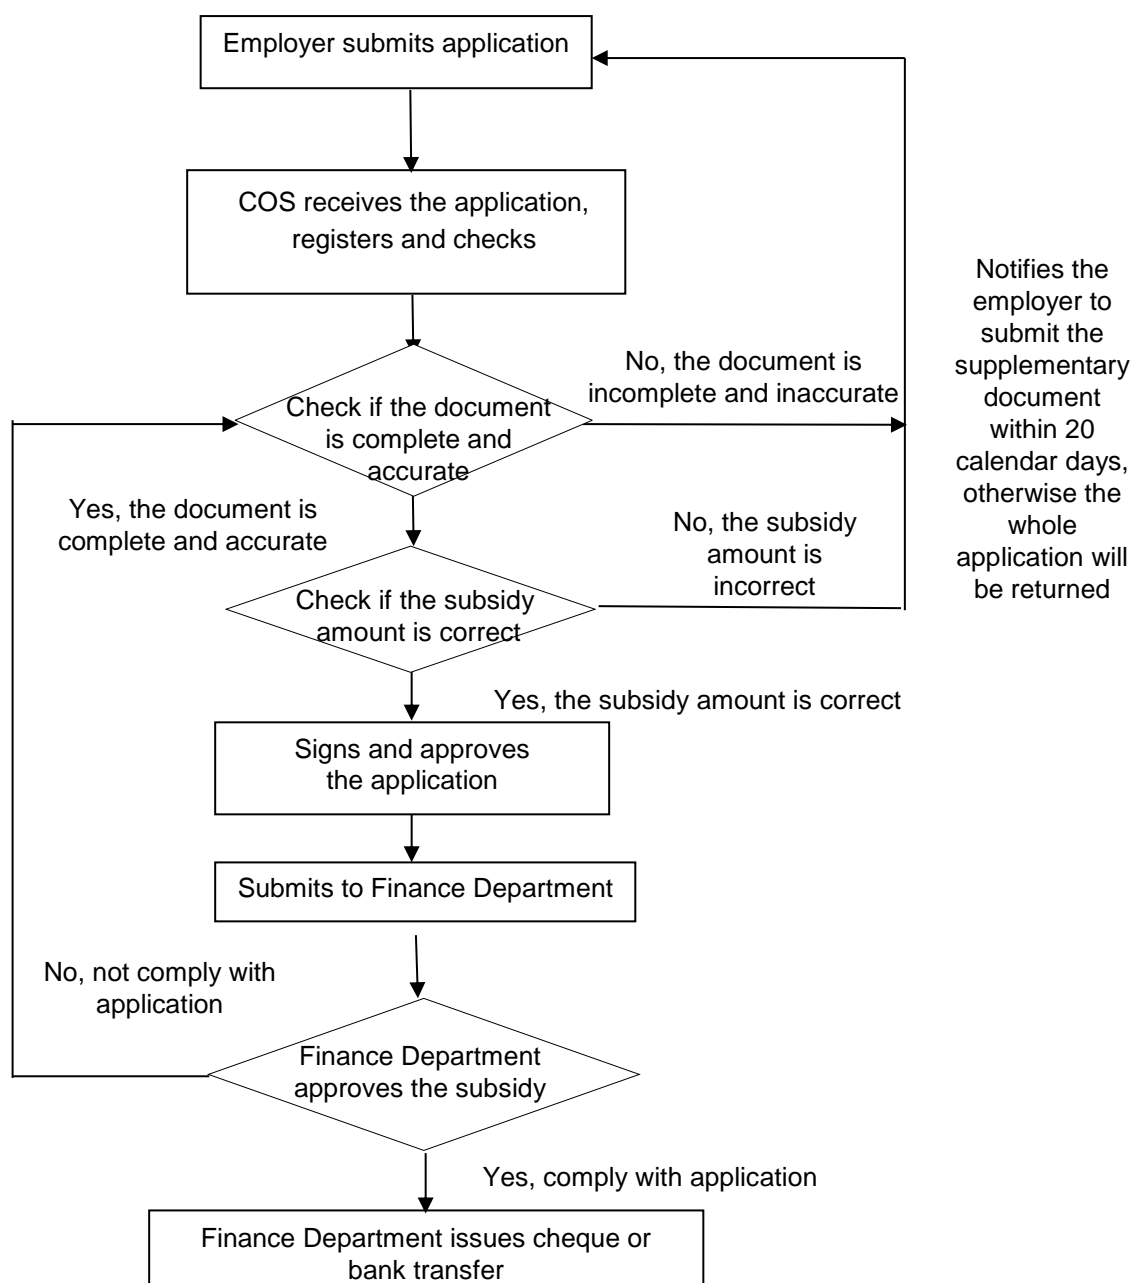 Employer submits application
COS receives the application,
registers and checks
No, the document is
incomplete and inaccurate
Notifies the
employer to
submit the
supplementary
document
within 20
calendar days,
otherwise the
whole
application will
be returned
Check if the document
is complete and
accurate
Yes, the document is
complete and accurate
No, the subsidy
amount is
incorrect
Check if the subsidy
amount is correct
Yes, the subsidy amount is correct
Signs and approves
the application
Submits to Finance Department
No, not comply with
application
Finance Department
approves the subsidy
Yes, comply with application
Finance Department issues cheque or
bank transfer